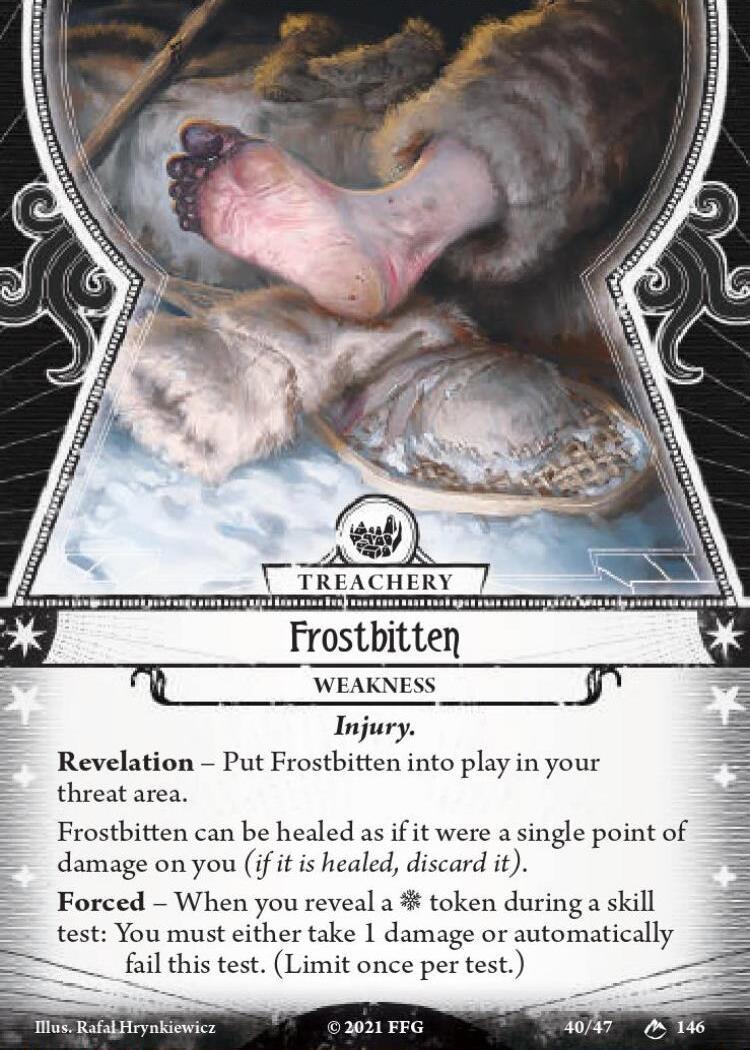 TREACHERY
Frostbitten
WEAKNESS
Injury.
Revelation – Put Frostbitten into play in your
threat area.
Frostbitten can be healed as if it were a single point of
damage on you (if it is healed, discard it).
Forced – When you reveal a token during a skill
test: You must either take 1 damage or automatically
fail this test. (Limit once per test.)
Illus. Rafał Hrynkiewicz © 2021 FFG 40/47 146